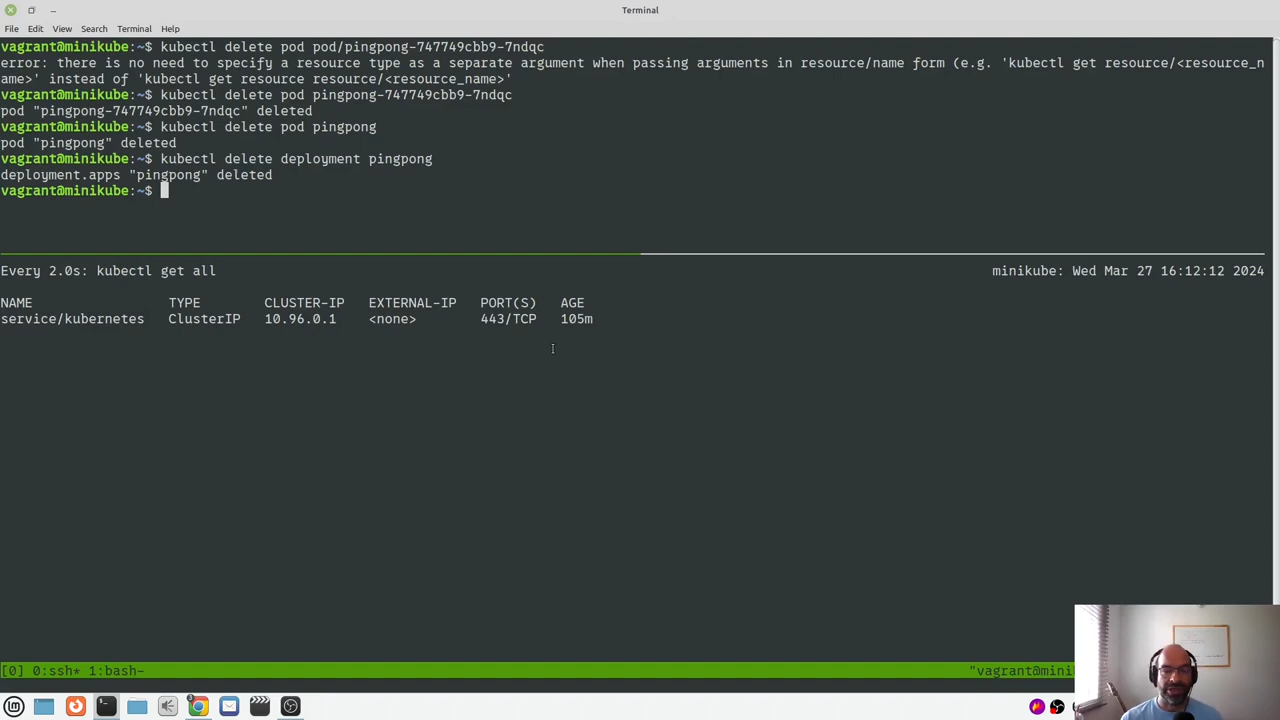 Terminal
File Edit View Search Terminal Help
vagrant@minikube:~$ kubectl delete pod pod/pingpong-747749cbb9-7ndqc
error: there is no need to specify a resource type as a separate argument when passing arguments in resource/name form (e.g. 'kubectl get resource/<resource_n
ame>' instead of 'kubectl get resource resource/<resource_name>'
vagrant@minikube:~$ kubectl delete pod pingpong-747749cbb9-7ndqc
pod "pingpong-747749cbb9-7ndqc" deleted
vagrant@minikube:~$ kubectl delete pod pingpong
pod "pingpong" deleted
vagrant@minikube:~$ kubectl delete deployment pingpong
deployment.apps "pingpong" deleted
vagrant@minikube:~$
Every 2.0s: kubectl get all minikube: Wed Mar 27 16:12:12 2024
NAME TYPE CLUSTER-IP EXTERNAL-IP PORT(S) AGE
service/kubernetes ClusterIP 10.96.0.1 <none> 443/TCP 105m
[0] 0:ssh* 1:bash- "vagrant@mini
3